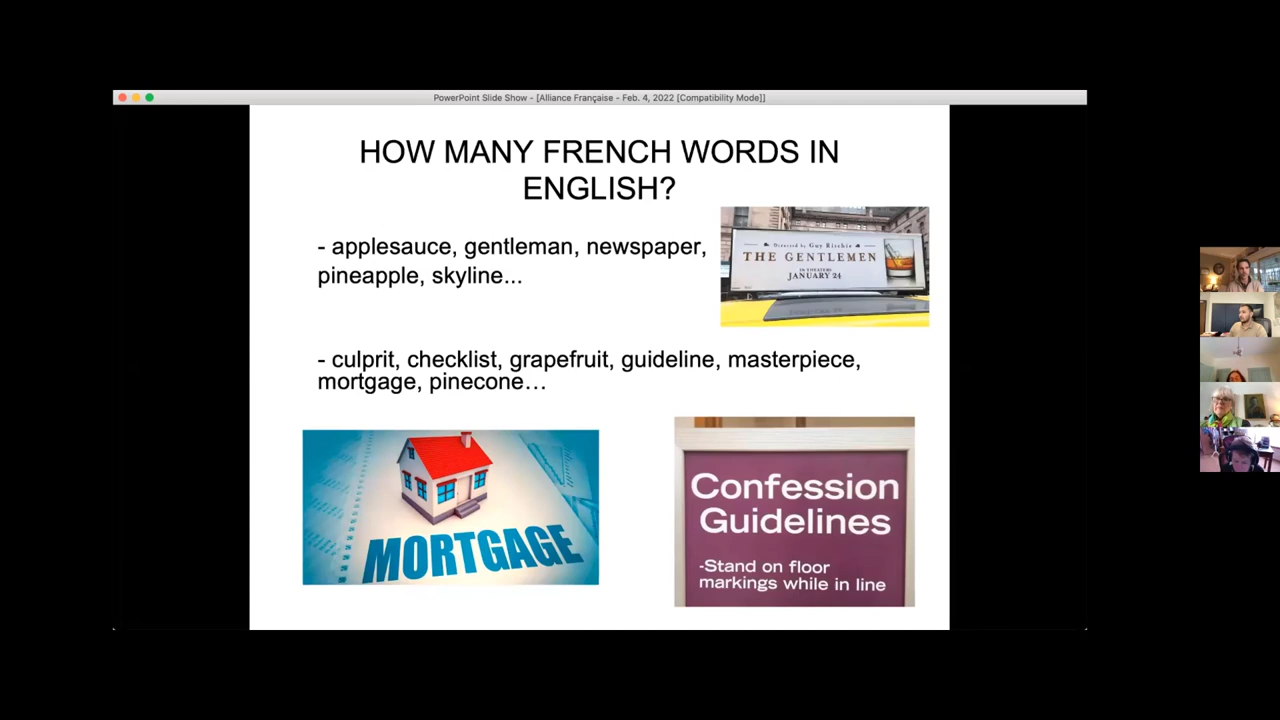 PowerPoint Slide Show - [Alliance Française - Feb. 4, 2022 [Compatibility Mode]]
HOW MANY FRENCH WORDS IN
ENGLISH?
- applesauce, gentleman, newspaper,
pineapple, skyline...
Directed by Guy Ritchie
THE GENTLEMEN
IN THEATERS
JANUARY 24
- culprit, checklist, grapefruit, guideline, masterpiece,
mortgage, pinecone…
MORTGAGE
Confession
Guidelines
-Stand on floor
markings while in line